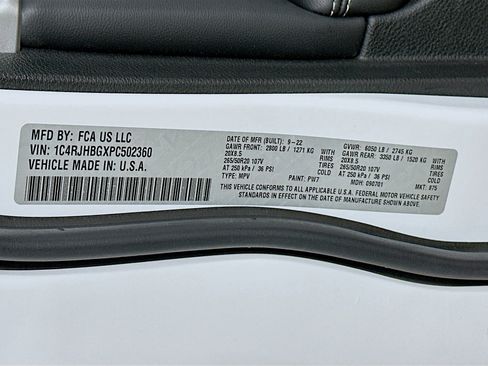 MFD BY: FCA US LLC
VIN: 1C4RJHBGXPC502360
VEHICLE MADE IN: U.S.A.
DATE OF MFR (BUILT): 9-22 GVWR: 6050 LB / 2745 KG
GAWR FRONT: 2800 LB / 1271 KG WITH GAWR REAR: 3350 LB / 1520 KG WITH
20X8.5 RIMS 20X8.5 RIMS
265/50R20 107V TIRES 265/50R20 107V TIRES
AT 250 kPa / 36 PSI COLD AT 250 kPa / 36 PSI COLD
TYPE: MPV PAINT: PW7 MDH: 090701 MKT: 875
THIS VEHICLE CONFORMS TO ALL APPLICABLE U.S.A. FEDERAL MOTOR VEHICLE SAFETY
STANDARDS IN EFFECT ON THE DATE OF MANUFACTURE SHOWN ABOVE.